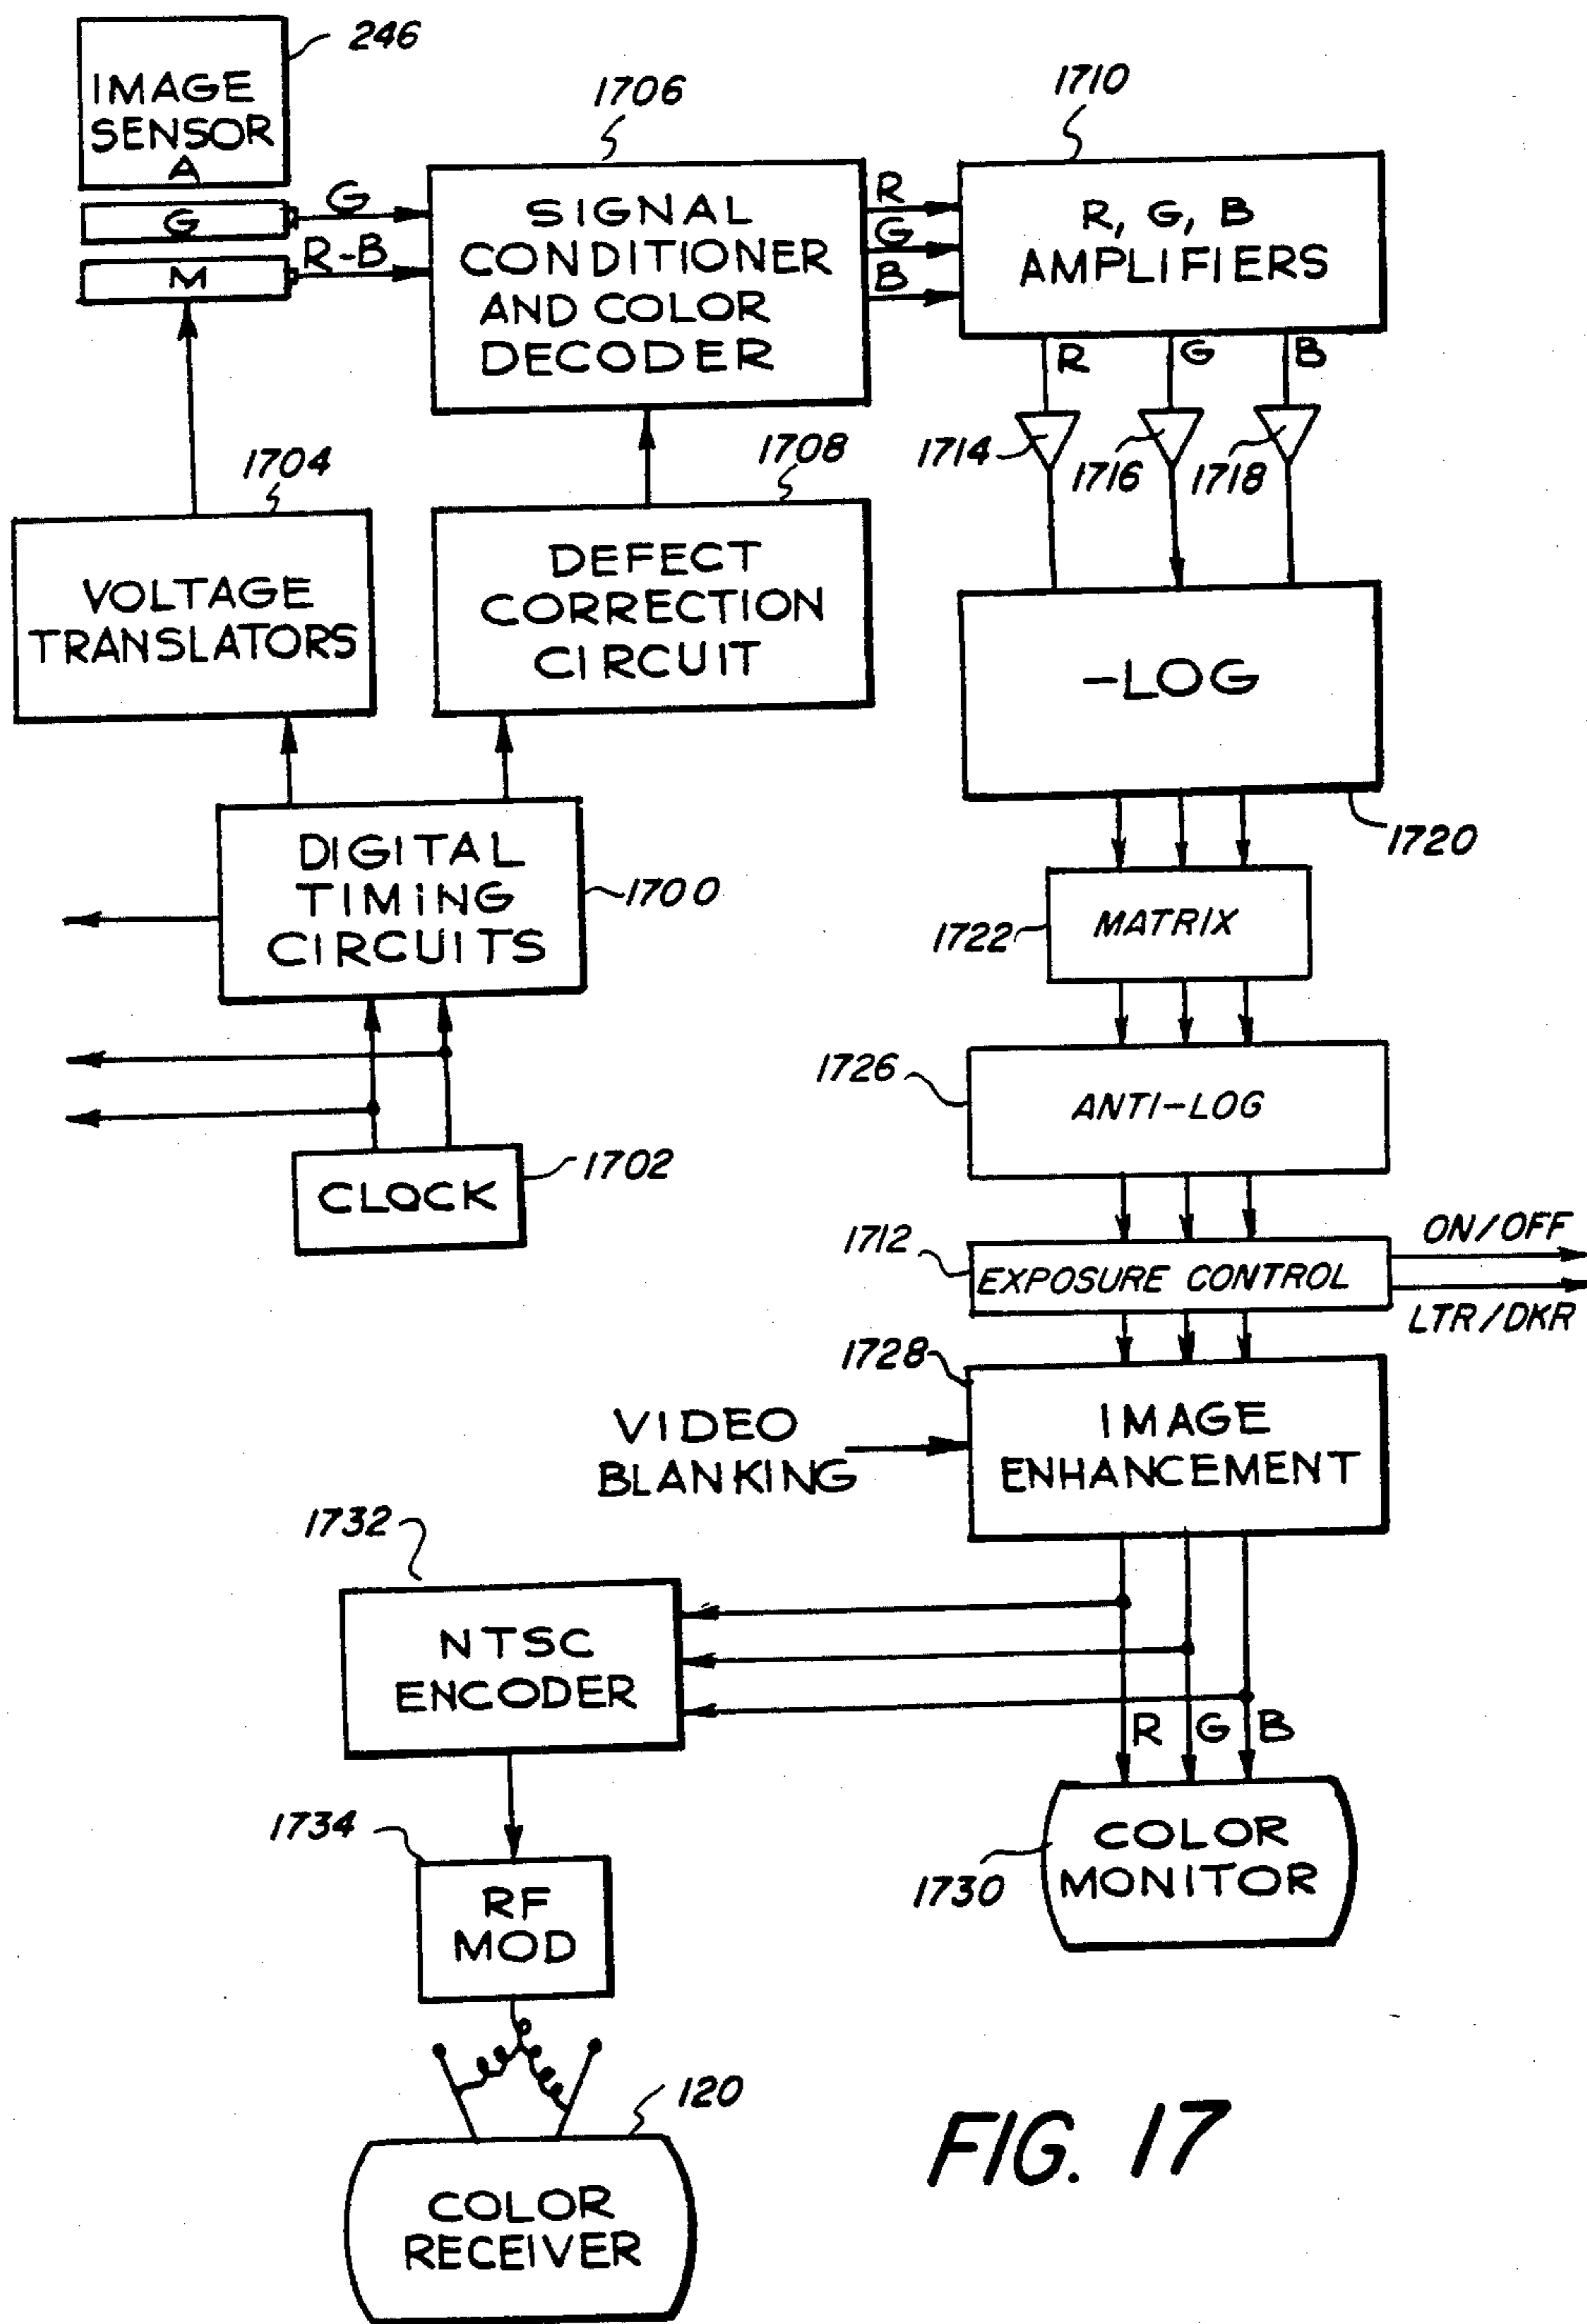 246
IMAGE
SENSOR
A
G
M
G
R-B
1706
SIGNAL
CONDITIONER
AND COLOR
DECODER
R
G
B
1710
R, G, B
AMPLIFIERS
R
G
B
1714
1716
1718
1704
VOLTAGE
TRANSLATORS
1708
DEFECT
CORRECTION
CIRCUIT
-LOG
1720
DIGITAL
TIMING
CIRCUITS
1700
1722
MATRIX
1726
ANTI-LOG
CLOCK
1702
1712
EXPOSURE CONTROL
ON/OFF
LTR/DKR
1728
IMAGE
ENHANCEMENT
VIDEO
BLANKING
1732
NTSC
ENCODER
R
G
B
1734
RF
MOD
COLOR
MONITOR
1730
120
COLOR
RECEIVER
FIG. 17